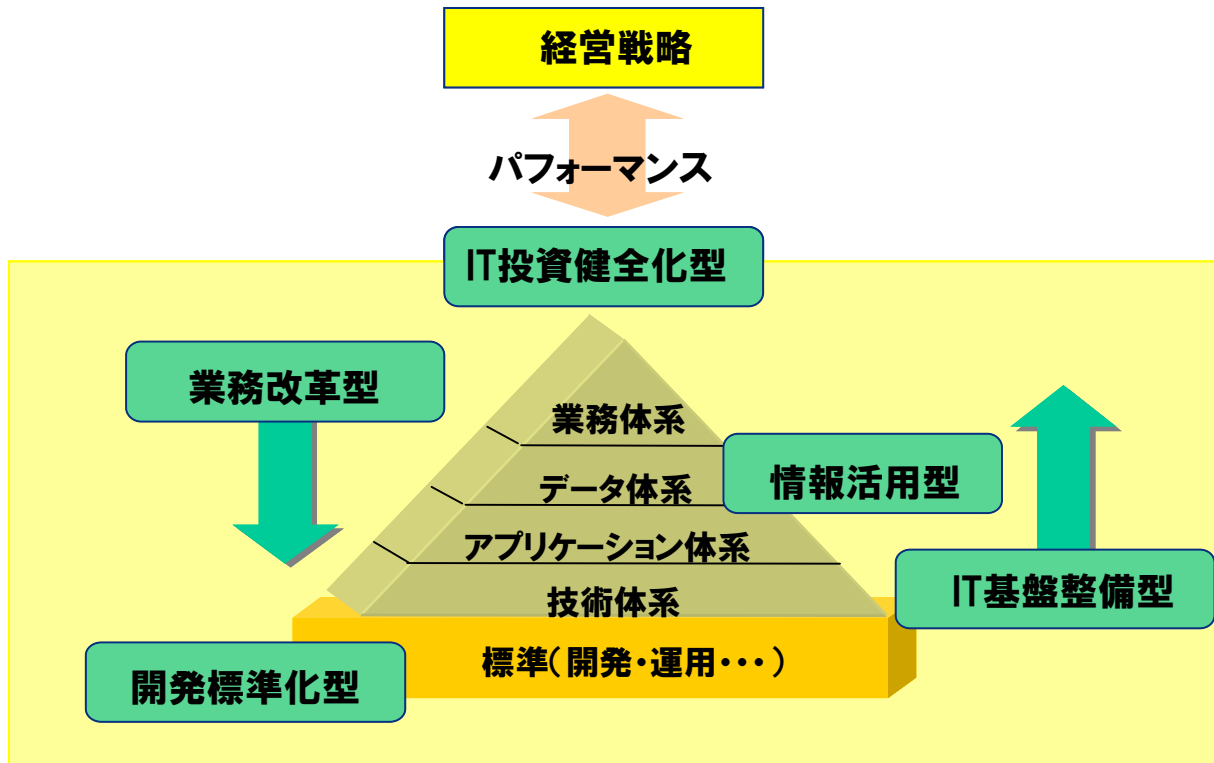 経営戦略
パフォーマンス
IT投資健全化型
業務改革型
業務体系
データ体系
情報活用型
アプリケーション体系
IT基盤整備型
技術体系
標準(開発・運用・・・)
開発標準化型